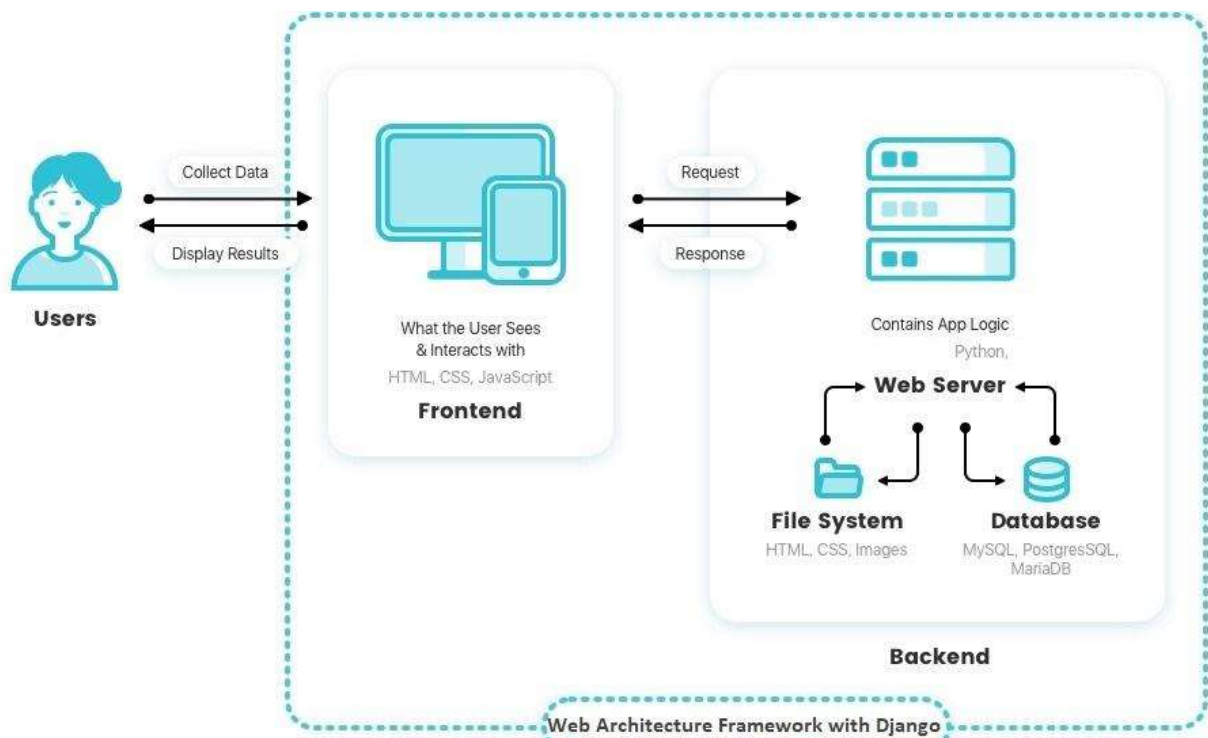 Collect Data
Display Results
Users
What the User Sees
& Interacts with
HTML, CSS, JavaScript
Frontend
Request
Response
Contains App Logic
Python,
Web Server
File System
HTML, CSS, Images
Database
MySQL, PostgresSQL,
MariaDB
Backend
Web Architecture Framework with Django